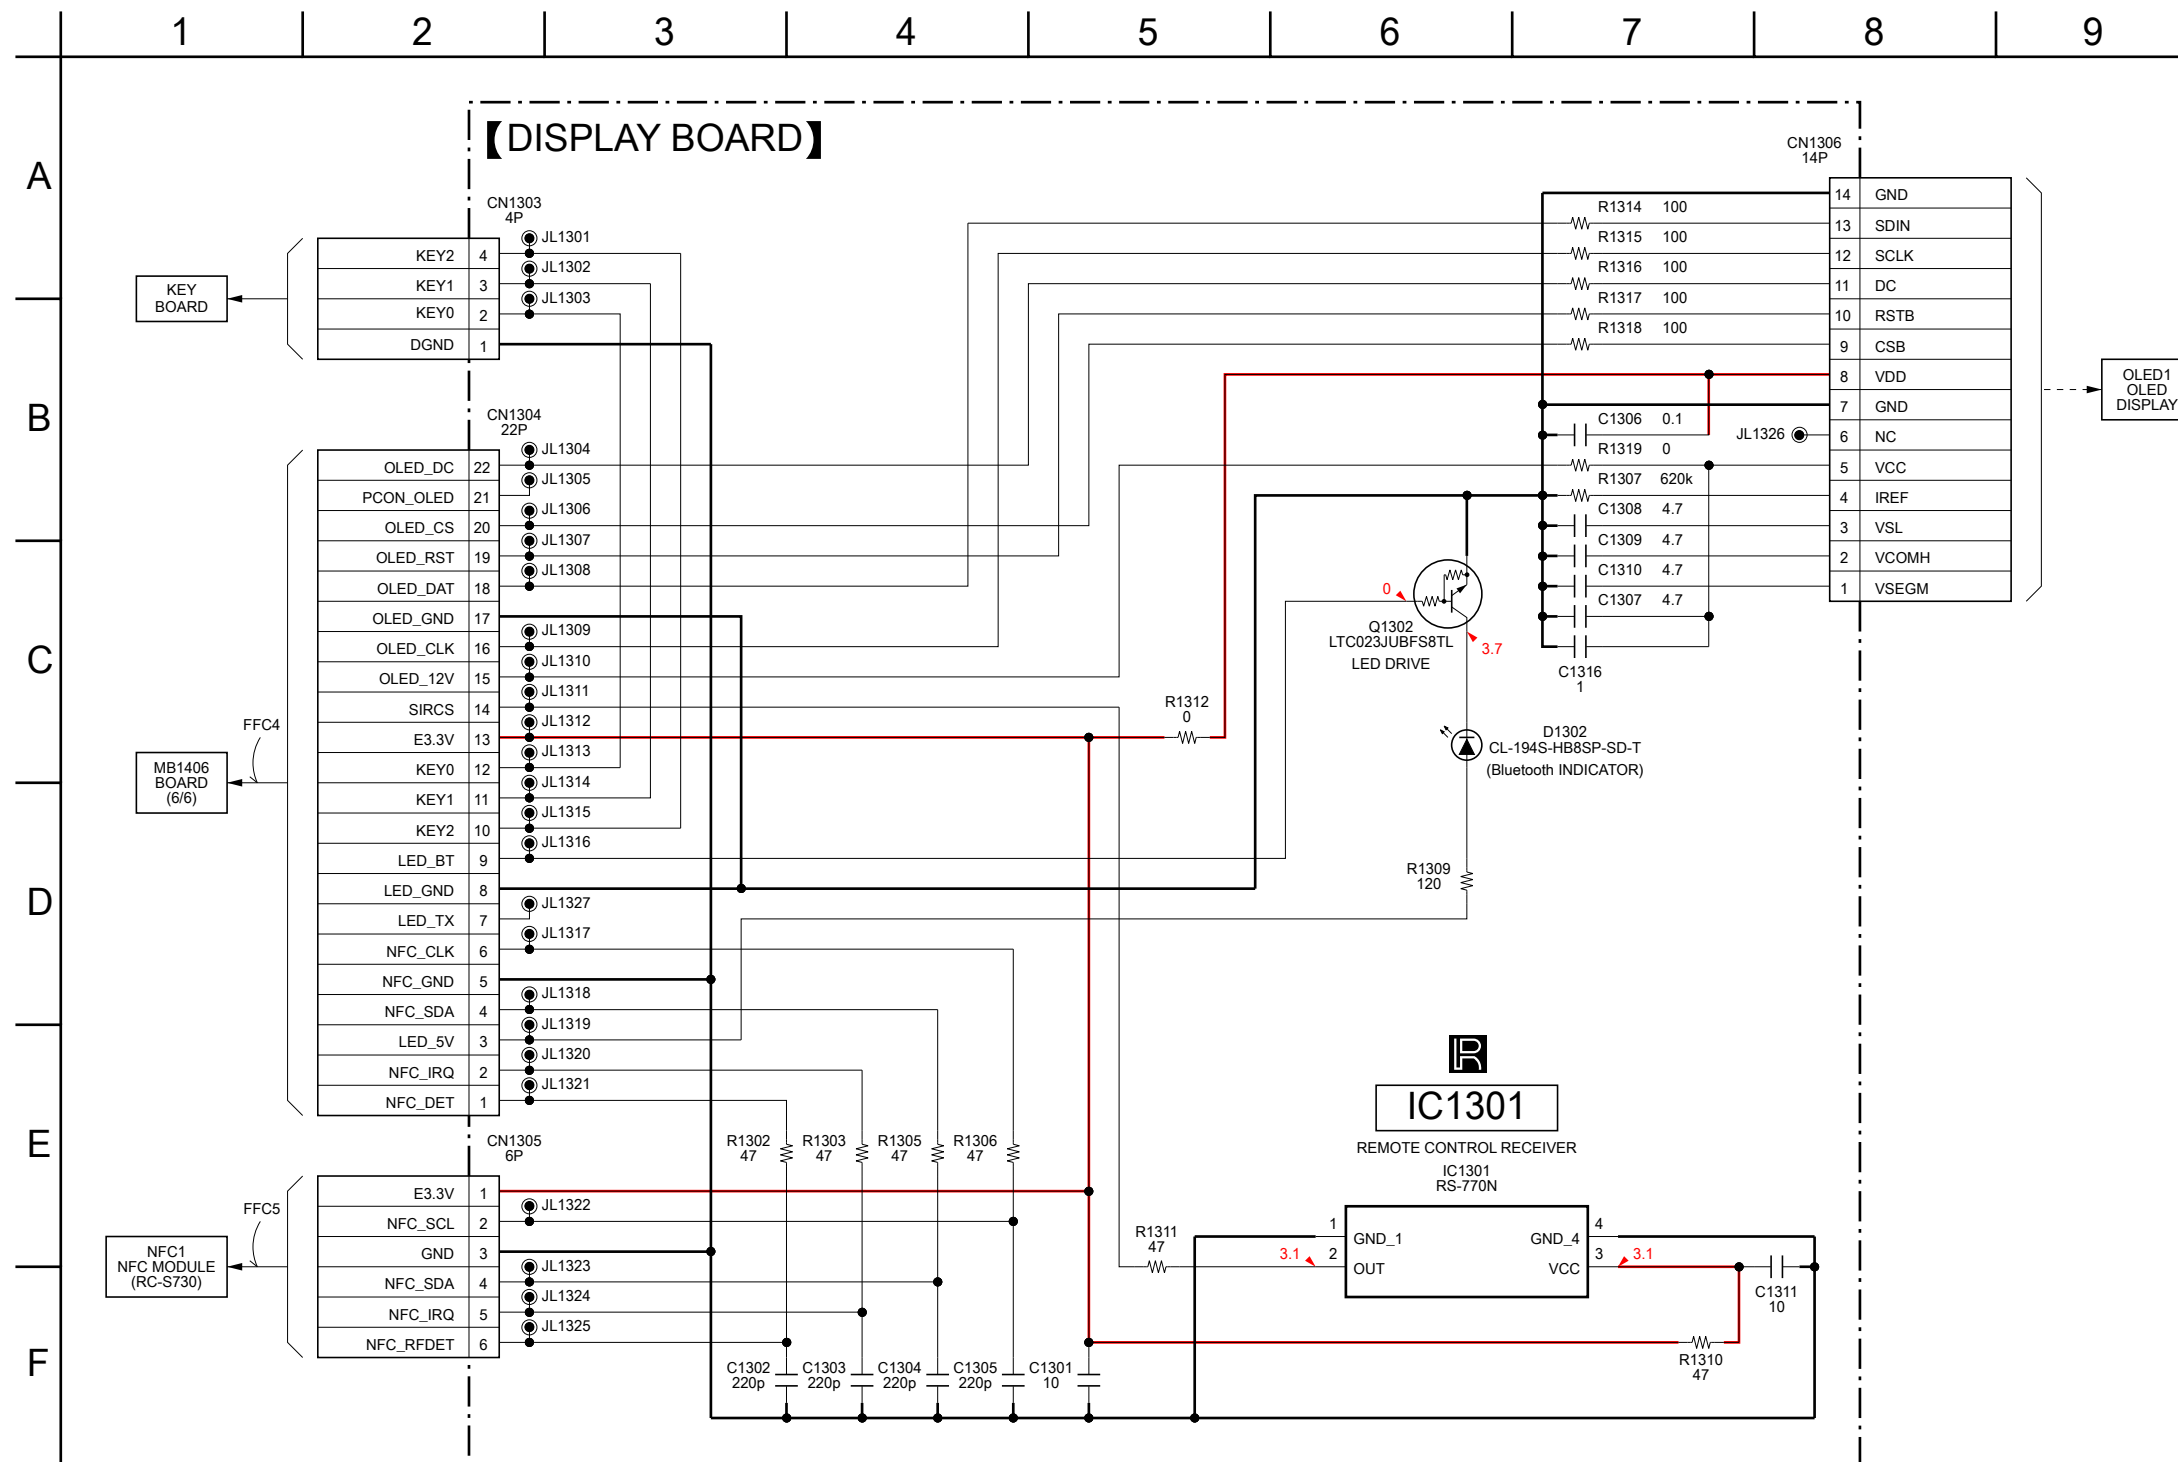 1 2 3 4 5 6 7 8 9
A
B
C
D
E
F
【DISPLAY BOARD】
CN1303
4P
KEY2 4 JL1301
KEY1 3 JL1302
KEY0 2 JL1303
DGND 1
KEY
BOARD
CN1304
22P
OLED_DC 22 JL1304
PCON_OLED 21 JL1305
OLED_CS 20 JL1306
OLED_RST 19 JL1307
OLED_DAT 18 JL1308
OLED_GND 17
OLED_CLK 16 JL1309
OLED_12V 15 JL1310
SIRCS 14 JL1311
E3.3V 13 JL1312
KEY0 12 JL1313
KEY1 11 JL1314
KEY2 10 JL1315
LED_BT 9 JL1316
LED_GND 8
LED_TX 7 JL1327
NFC_CLK 6 JL1317
NFC_GND 5
NFC_SDA 4 JL1318
LED_5V 3 JL1319
NFC_IRQ 2 JL1320
NFC_DET 1 JL1321
FFC4
MB1406
BOARD
(6/6)
CN1305
6P
E3.3V 1
NFC_SCL 2 JL1322
GND 3
NFC_SDA 4 JL1323
NFC_IRQ 5 JL1324
NFC_RFDET 6 JL1325
FFC5
NFC1
NFC MODULE
(RC-S730)
R1302
47
R1303
47
R1305
47
R1306
47
C1302
220p
C1303
220p
C1304
220p
C1305
220p
C1301
10
R1312
0
R1311
47
CN1306
14P
14 GND
13 SDIN
12 SCLK
11 DC
10 RSTB
9 CSB
8 VDD
7 GND
6 NC
5 VCC
4 IREF
3 VSL
2 VCOMH
1 VSEGM
JL1326
OLED1
OLED
DISPLAY
R1314 100
R1315 100
R1316 100
R1317 100
R1318 100
C1306 0.1
R1319 0
R1307 620k
C1308 4.7
C1309 4.7
C1310 4.7
C1307 4.7
C1316
1
0
3.7
Q1302
LTC023JUBFS8TL
LED DRIVE
D1302
CL-194S-HB8SP-SD-T
(Bluetooth INDICATOR)
R1309
120
R
IC1301
REMOTE CONTROL RECEIVER
IC1301
RS-770N
1 GND_1
3.1 2 OUT
GND_4 4
VCC 3 3.1
C1311
10
R1310
47